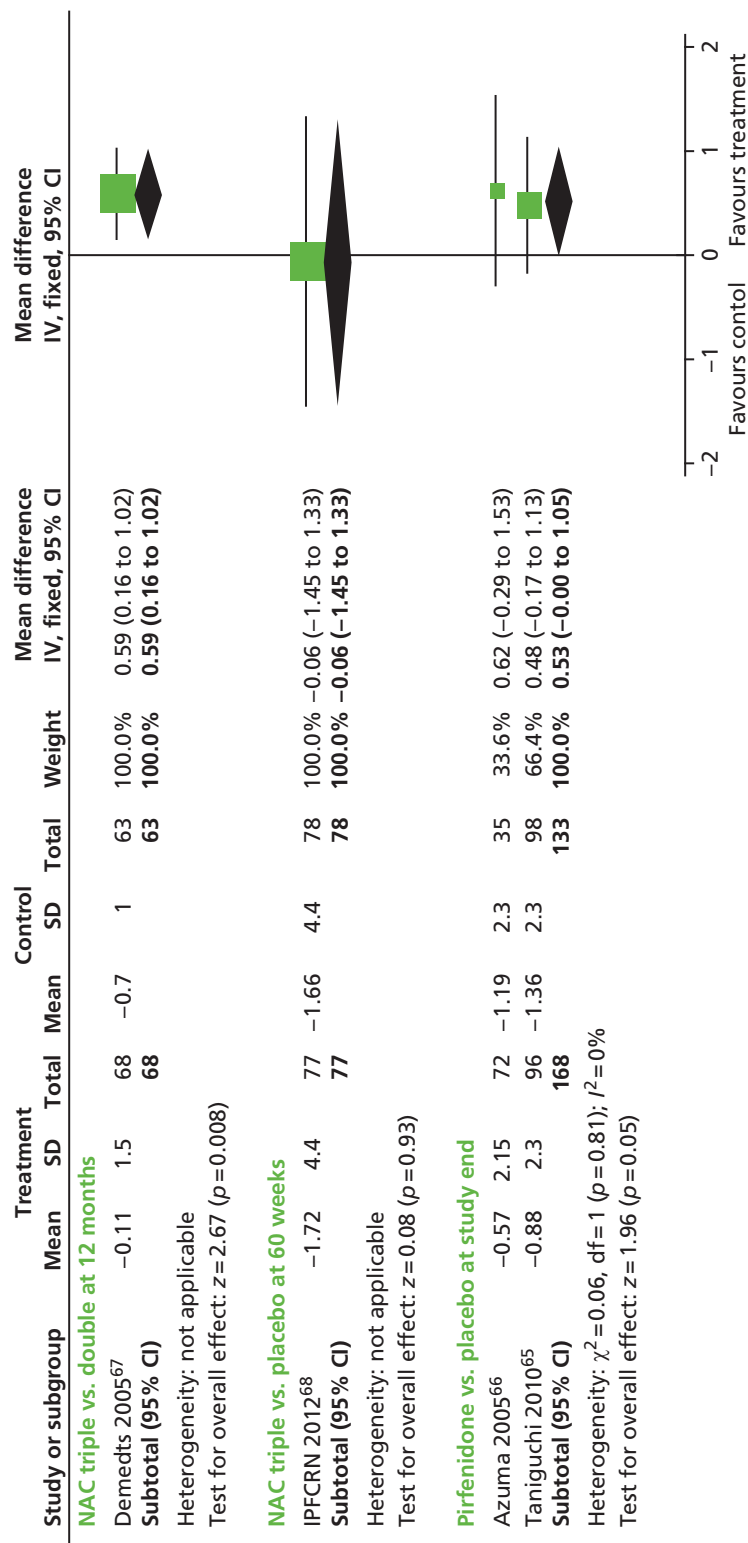 Treatment Control Mean difference Mean difference
Study or subgroup Mean SD Total Mean SD Total Weight IV, fixed, 95% CI IV, fixed, 95% CI
NAC triple vs. double at 12 months
Demedts 2005⁶⁷ −0.11 1.5 68 −0.7 1 63 100.0% 0.59 (0.16 to 1.02)
Subtotal (95% CI) 68 63 100.0% 0.59 (0.16 to 1.02)
Heterogeneity: not applicable
Test for overall effect: z=2.67 (p=0.008)
NAC triple vs. placebo at 60 weeks
IPFCRN 2012⁶⁸ −1.72 4.4 77 −1.66 4.4 78 100.0% −0.06 (−1.45 to 1.33)
Subtotal (95% CI) 77 78 100.0% −0.06 (−1.45 to 1.33)
Heterogeneity: not applicable
Test for overall effect: z=0.08 (p=0.93)
Pirfenidone vs. placebo at study end
Azuma 2005⁶⁶ −0.57 2.15 72 −1.19 2.3 35 33.6% 0.62 (−0.29 to 1.53)
Taniguchi 2010⁶⁵ −0.88 2.3 96 −1.36 2.3 98 66.4% 0.48 (−0.17 to 1.13)
Subtotal (95% CI) 168 133 100.0% 0.53 (−0.00 to 1.05)
Heterogeneity: χ²=0.06, df=1 (p=0.81); I²=0%
Test for overall effect: z=1.96 (p=0.05)
−2 −1 0 1 2
Favours contol Favours treatment